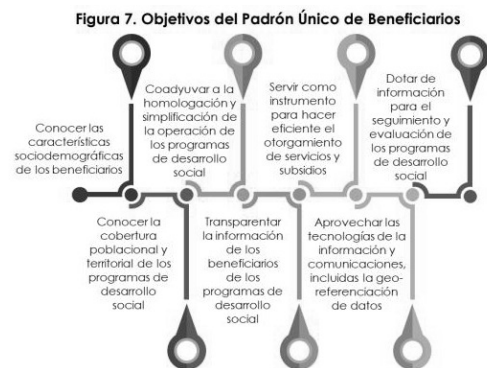 Figura 7. Objetivos del Padrón Único de Beneficiarios
Conocer las
características
sociodemográficas
de los beneficiarios
Conocer la
cobertura
poblacional y
territorial de los
programas de
desarrollo
social
Coadyuvar a la
homologación y
simplificación de
la operación de
los programas
de desarrollo
social
Transparentar
la información
de los
beneficiarios
de los
programas de
desarrollo
social
Servir como
instrumento
para hacer
eficiente el
otorgamiento
de servicios y
subsidios
Aprovechar las
tecnologías de la
información y
comunicaciones,
incluidas la geo-
referenciación
de datos
Dotar de
información
para el
seguimiento y
evaluación de los
programas de
desarrollo
social